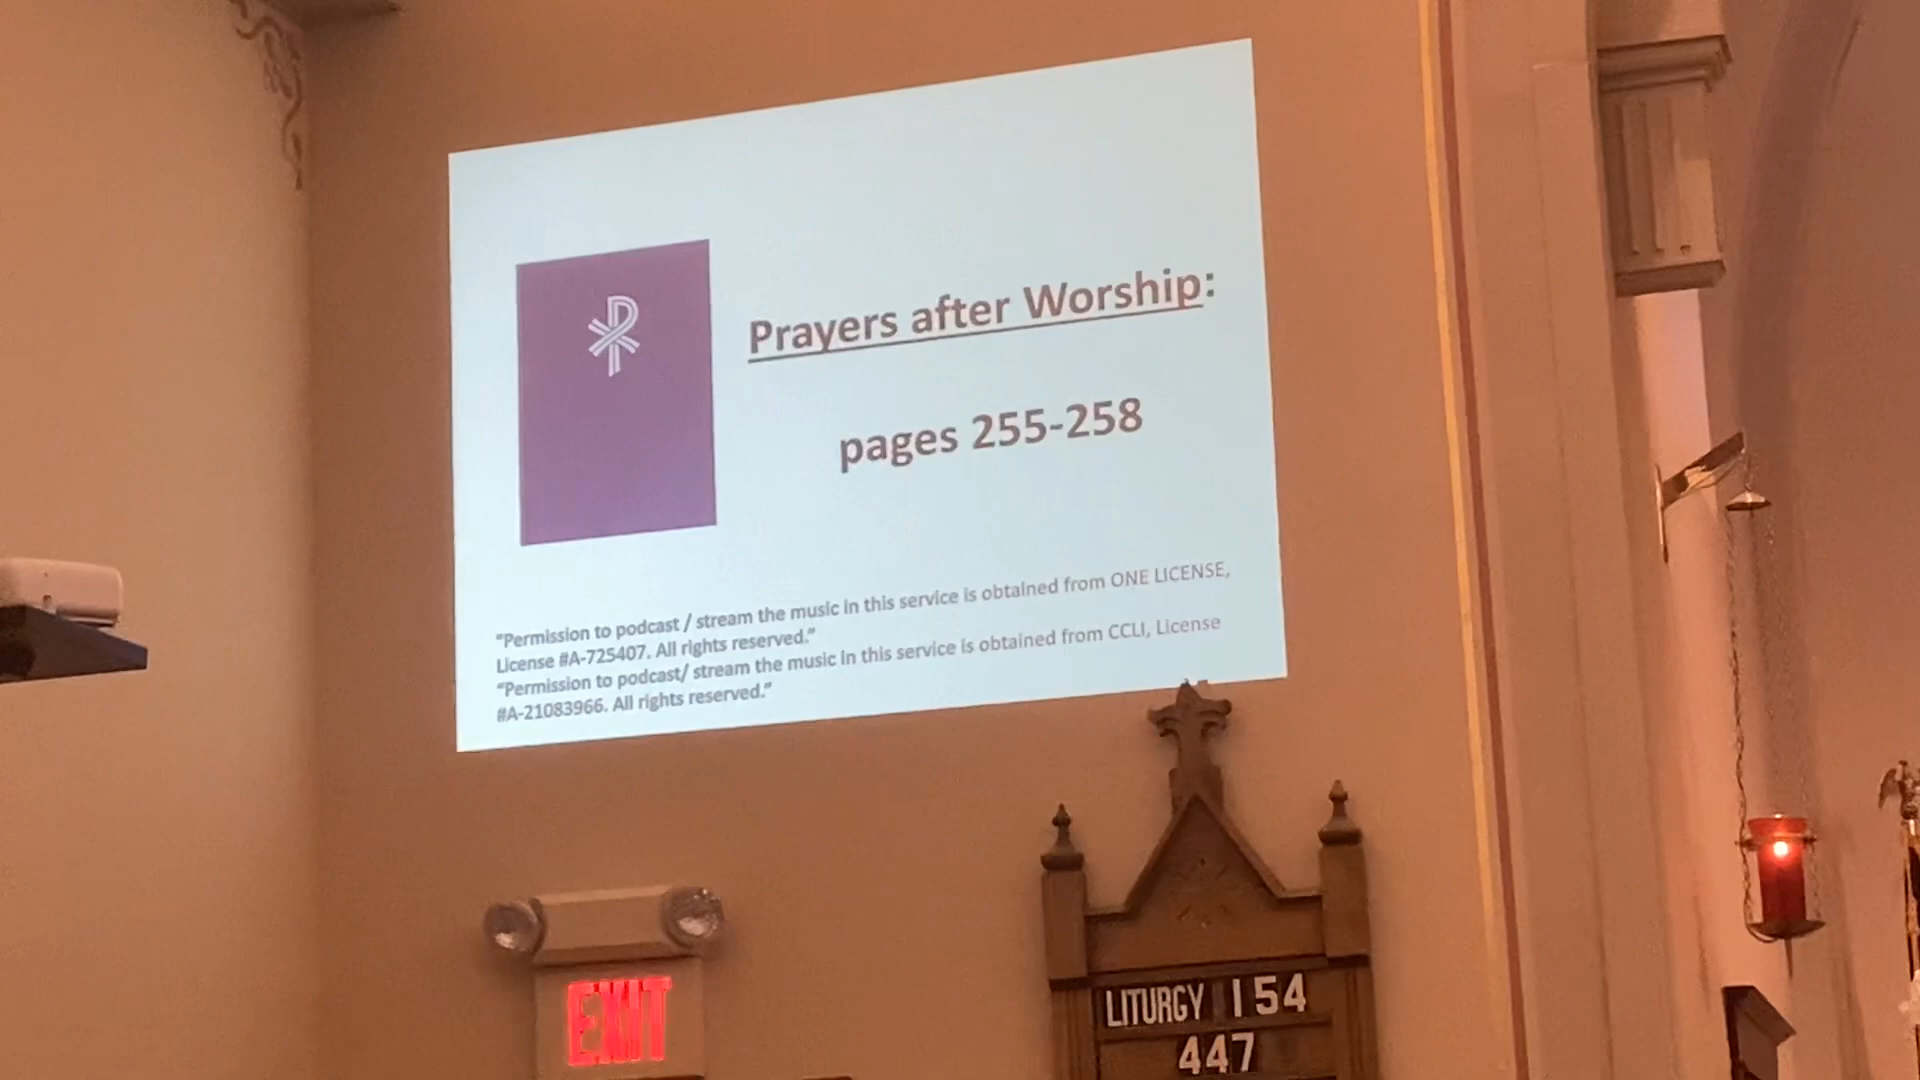 Prayers after Worship:
pages 255-258
"Permission to podcast / stream the music in this service is obtained from ONE LICENSE,
License #A-725407. All rights reserved."
"Permission to podcast/ stream the music in this service is obtained from CCLI, License
#A-21083966. All rights reserved."
EXIT
LITURGY 154
447